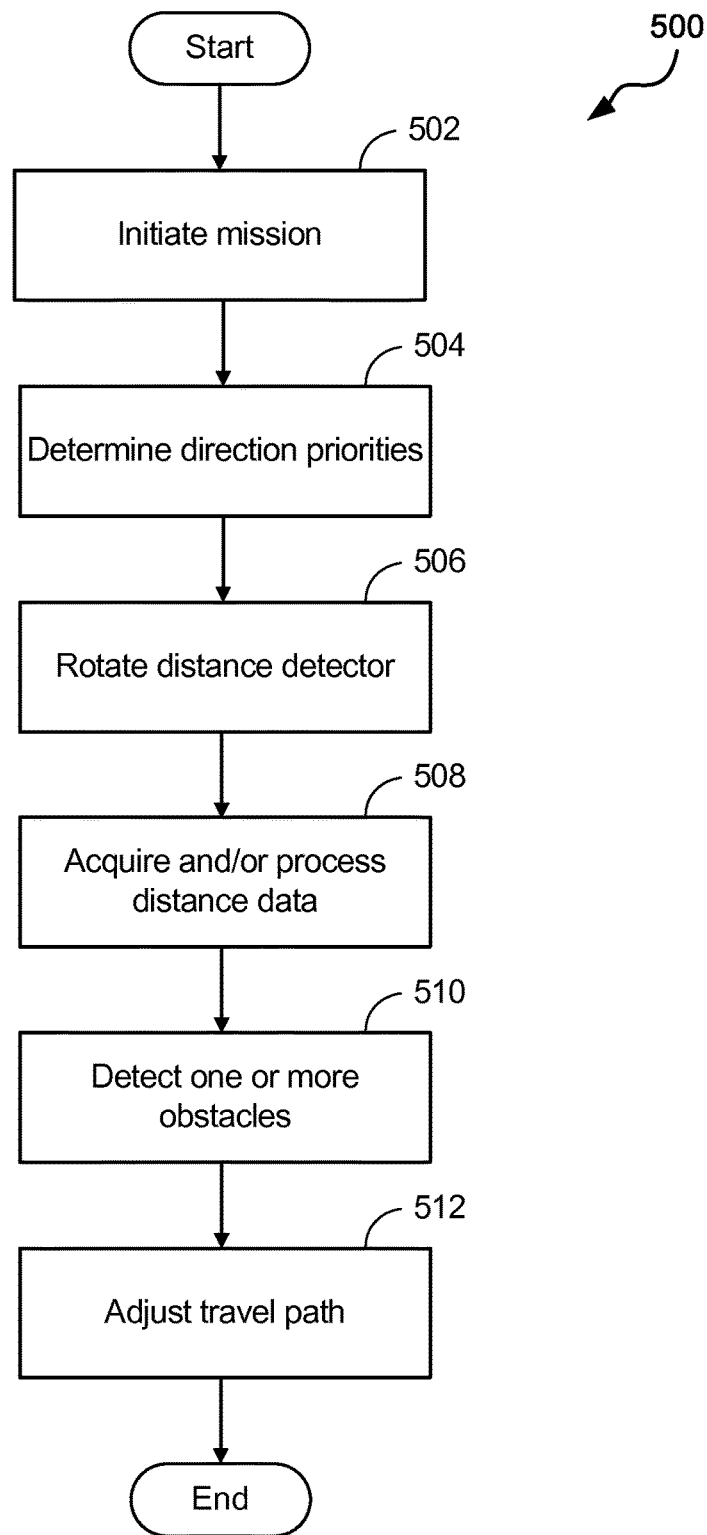 Start
500
502
Initiate mission
504
Determine direction priorities
506
Rotate distance detector
508
Acquire and/or process
distance data
510
Detect one or more
obstacles
512
Adjust travel path
End